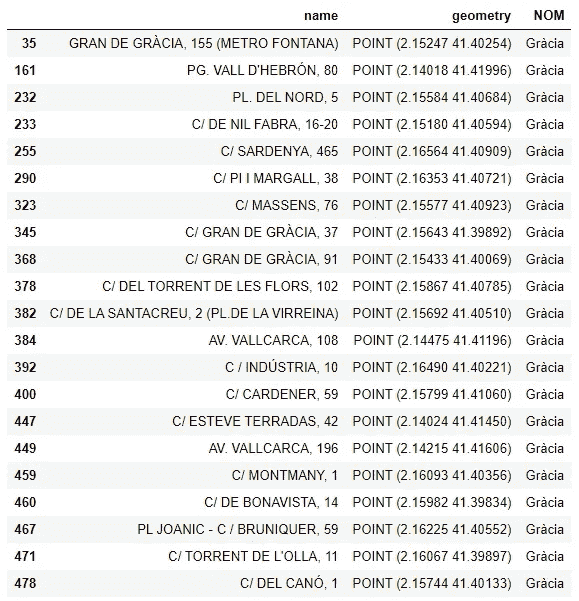 name geometry NOM
35 GRAN DE GRÀCIA, 155 (METRO FONTANA) POINT (2.15247 41.40254) Gràcia
161 PG. VALL D'HEBRÓN, 80 POINT (2.14018 41.41996) Gràcia
232 PL. DEL NORD, 5 POINT (2.15584 41.40684) Gràcia
233 C/ DE NIL FABRA, 16-20 POINT (2.15180 41.40594) Gràcia
255 C/ SARDENYA, 465 POINT (2.16564 41.40909) Gràcia
290 C/ PI I MARGALL, 38 POINT (2.16353 41.40721) Gràcia
323 C/ MASSENS, 76 POINT (2.15577 41.40923) Gràcia
345 C/ GRAN DE GRÀCIA, 37 POINT (2.15643 41.39892) Gràcia
368 C/ GRAN DE GRÀCIA, 91 POINT (2.15433 41.40069) Gràcia
378 C/ DEL TORRENT DE LES FLORS, 102 POINT (2.15867 41.40785) Gràcia
382 C/ DE LA SANTACREU, 2 (PL.DE LA VIRREINA) POINT (2.15692 41.40510) Gràcia
384 AV. VALLCARCA, 108 POINT (2.14475 41.41196) Gràcia
392 C / INDÚSTRIA, 10 POINT (2.16490 41.40221) Gràcia
400 C/ CARDENER, 59 POINT (2.15799 41.41060) Gràcia
447 C/ ESTEVE TERRADAS, 42 POINT (2.14024 41.41450) Gràcia
449 AV. VALLCARCA, 196 POINT (2.14215 41.41606) Gràcia
459 C/ MONTMANY, 1 POINT (2.16093 41.40356) Gràcia
460 C/ DE BONAVISTA, 14 POINT (2.15982 41.39834) Gràcia
467 PL JOANIC - C / BRUNIQUER, 59 POINT (2.16225 41.40552) Gràcia
471 C/ TORRENT DE L'OLLA, 11 POINT (2.16067 41.39897) Gràcia
478 C/ DEL CANÓ, 1 POINT (2.15744 41.40133) Gràcia